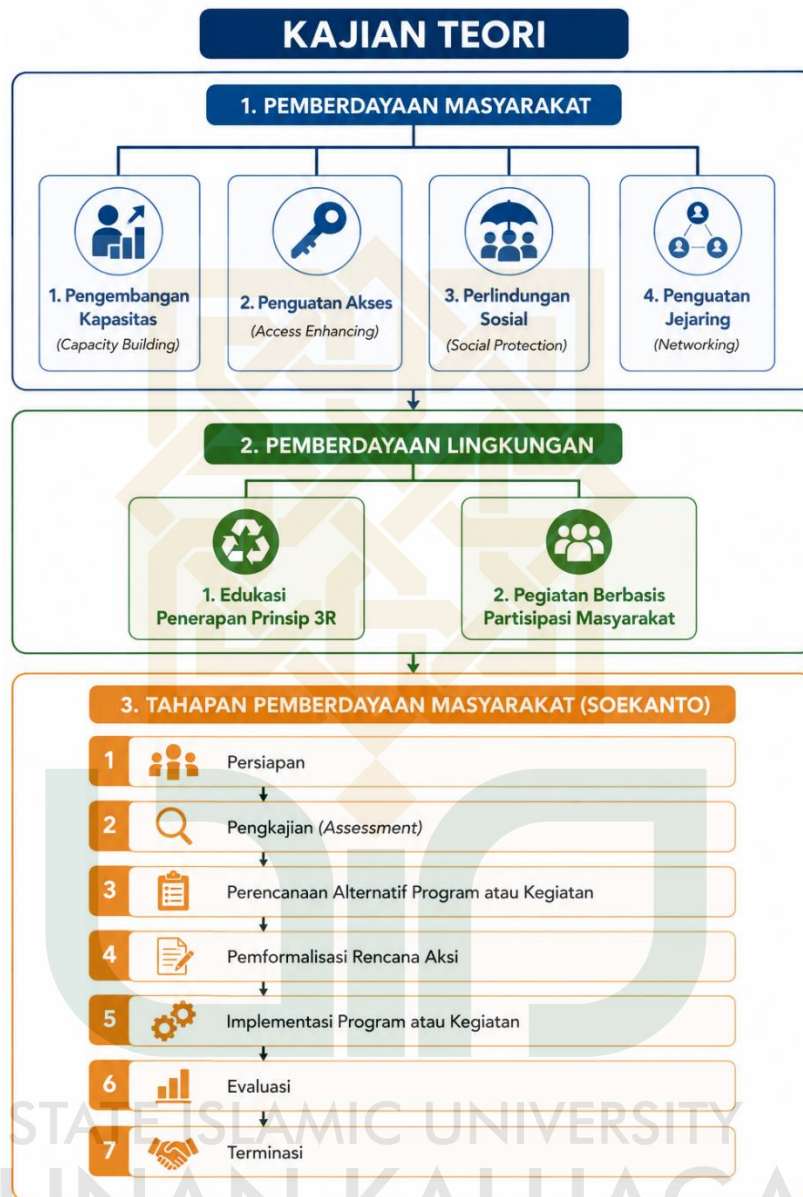 KAJIAN TEORI
1. PEMBERDAYAAN MASYARAKAT
1. Pengembangan
Kapasitas
(Capacity Building)
2. Penguatan Akses
(Access Enhancing)
3. Perlindungan
Sosial
(Social Protection)
4. Penguatan
Jejaring
(Networking)
2. PEMBERDAYAAN LINGKUNGAN
1. Edukasi
Penerapan Prinsip 3R
2. Pegiatan Berbasis
Partisipasi Masyarakat
3. TAHAPAN PEMBERDAYAAN MASYARAKAT (SOEKANTO)
1 Persiapan
2 Pengkajian (Assessment)
3 Perencanaan Alternatif Program atau Kegiatan
4 Pemformalisasi Rencana Aksi
5 Implementasi Program atau Kegiatan
6 Evaluasi
STATE ISLAMIC UNIVERSITY
7 Terminasi
SUNAN KALIJAGA